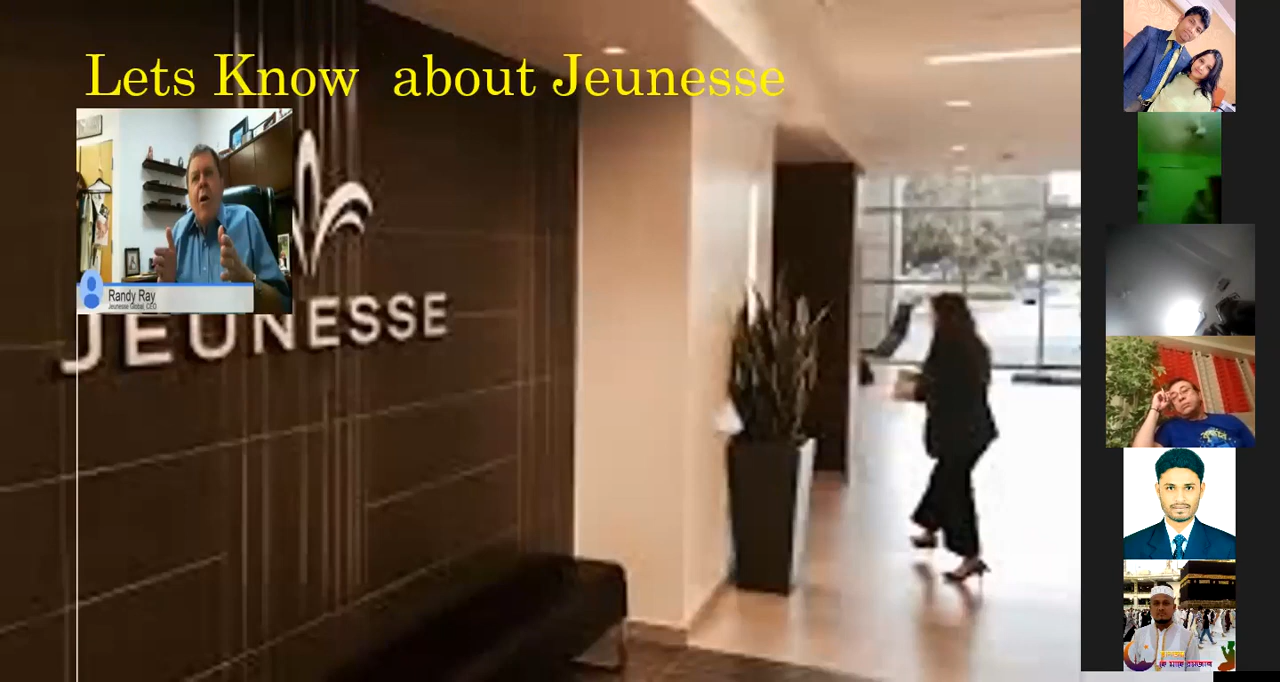 Lets Know about Jeunesse
Randy Ray
Jeunesse Global, CEO
JEUNESSE